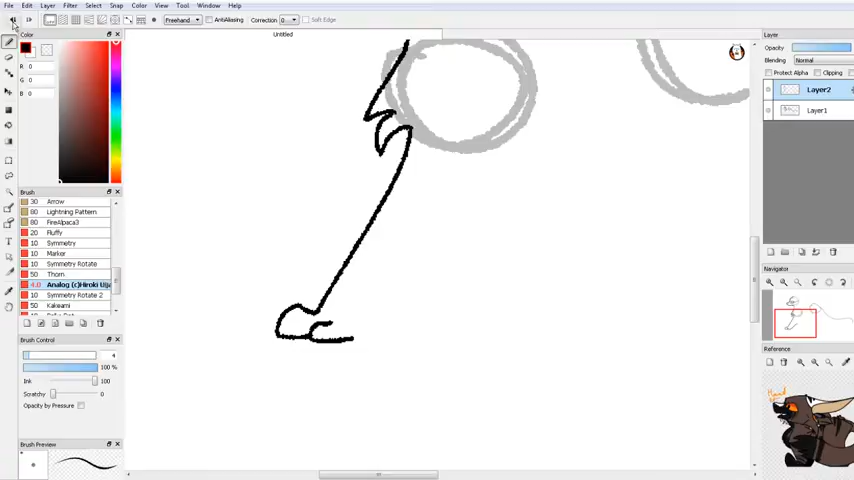 File Edit Layer Filter Select Snap Color View Tool Window Help
Freehand AntiAliasing Correction 0 Soft Edge
Untitled
Color
R 0
G 0
B 0
Brush
30 Arrow
80 Lightning Pattern
80 FireAlpaca3
20 Fluffy
10 Symmetry
10 Marker
10 Symmetry Rotate
50 Thorn
4.0 Analog (c)Hiroki Uja
10 Symmetry Rotate 2
50 Kakeami
Brush Control
4
100 %
Ink 100
Scratchy 0
Opacity by Pressure
Brush Preview
Layer
Opacity
Blending Normal
Protect Alpha Clipping
Layer2
Layer1
Navigator
Reference